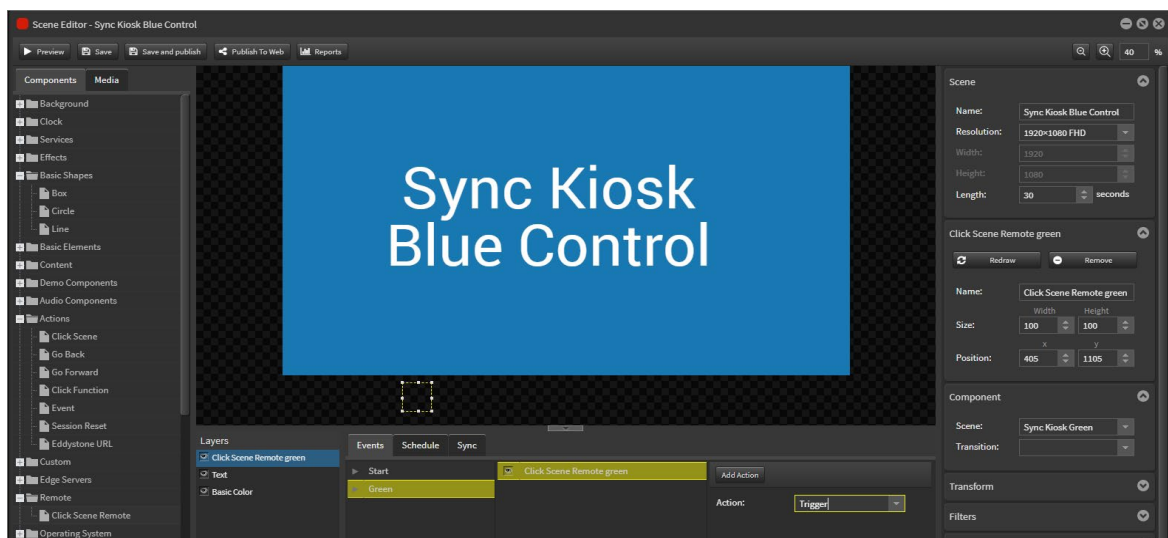 Scene Editor - Sync Kiosk Blue Control
Preview Save Save and publish Publish To Web Reports 40 %
Components Media
Background
Clock
Services
Effects
Basic Shapes
Box
Circle
Line
Basic Elements
Content
Demo Components
Audio Components
Actions
Click Scene
Go Back
Go Forward
Click Function
Event
Session Reset
Eddystone URL
Custom
Edge Servers
Remote
Click Scene Remote
Operating System
Sync Kiosk
Blue Control
Layers
Click Scene Remote green
Text
Basic Color
Events Schedule Sync
Start
Green
Click Scene Remote green
Add Action
Action: Trigger
Scene
Name: Sync Kiosk Blue Control
Resolution: 1920×1080 FHD
Width: 1920
Height: 1080
Length: 30 seconds
Click Scene Remote green
Redraw Remove
Name: Click Scene Remote green
Width Height
Size: 100 100
x y
Position: 405 1105
Component
Scene: Sync Kiosk Green
Transition:
Transform
Filters